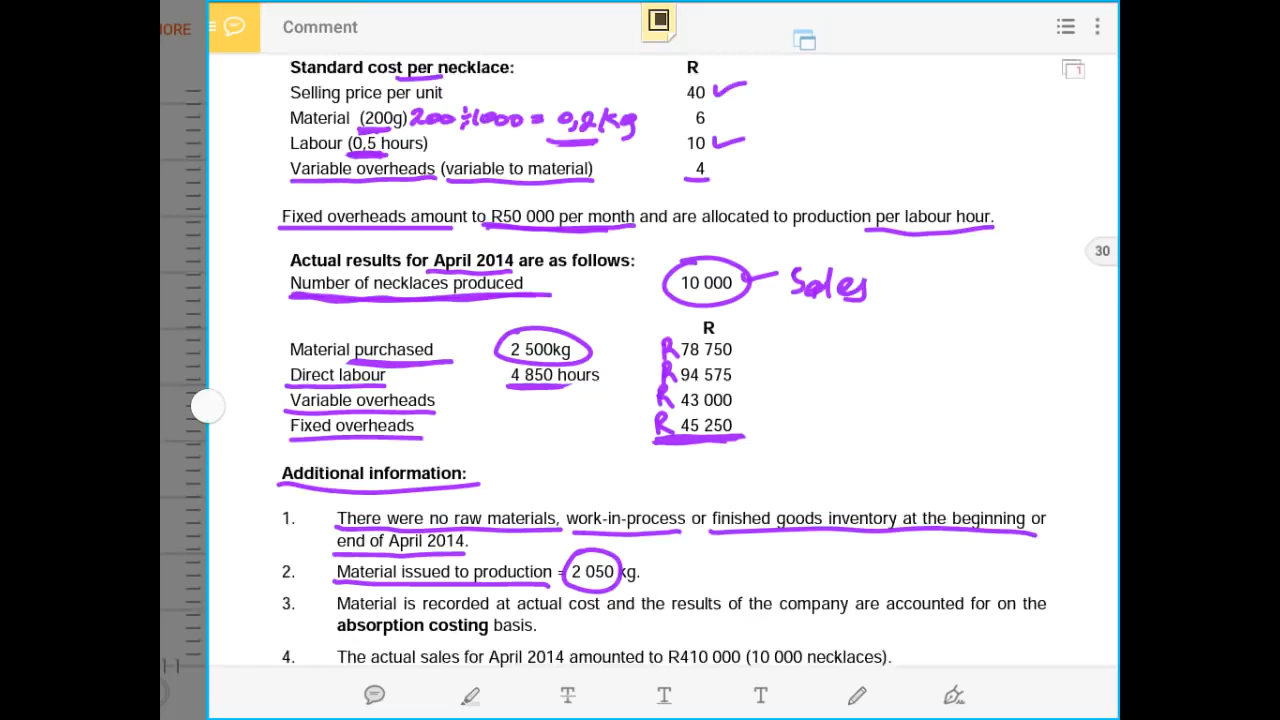 MORE
Comment
Standard cost per necklace: R
Selling price per unit 40
Material (200g) 200÷1000 = 0,2kg 6
Labour (0,5 hours) 10
Variable overheads (variable to material) 4
Fixed overheads amount to R50 000 per month and are allocated to production per labour hour.
30
Actual results for April 2014 are as follows:
Number of necklaces produced 10 000 Sales
R
Material purchased 2 500kg R 78 750
Direct labour 4 850 hours R 94 575
Variable overheads R 43 000
Fixed overheads R 45 250
Additional information:
1. There were no raw materials, work-in-process or finished goods inventory at the beginning or
end of April 2014.
2. Material issued to production = 2 050 kg.
3. Material is recorded at actual cost and the results of the company are accounted for on the
absorption costing basis.
4. The actual sales for April 2014 amounted to R410 000 (10 000 necklaces).